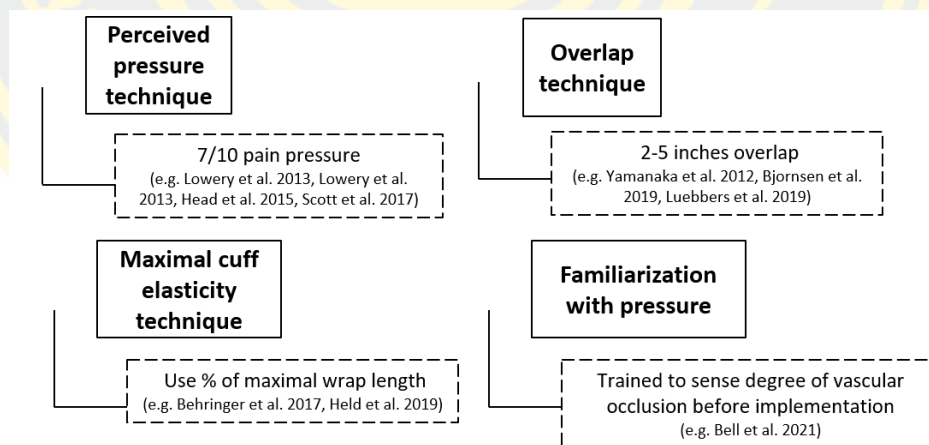 Perceived
pressure
technique
7/10 pain pressure
(e.g. Lowery et al. 2013, Lowery et al.
2013, Head et al. 2015, Scott et al. 2017)
Overlap
technique
2-5 inches overlap
(e.g. Yamanaka et al. 2012, Bjornsen et al.
2019, Luebbers et al. 2019)
Maximal cuff
elasticity
technique
Use % of maximal wrap length
(e.g. Behringer et al. 2017, Held et al. 2019)
Familiarization
with pressure
Trained to sense degree of vascular
occlusion before implementation
(e.g. Bell et al. 2021)